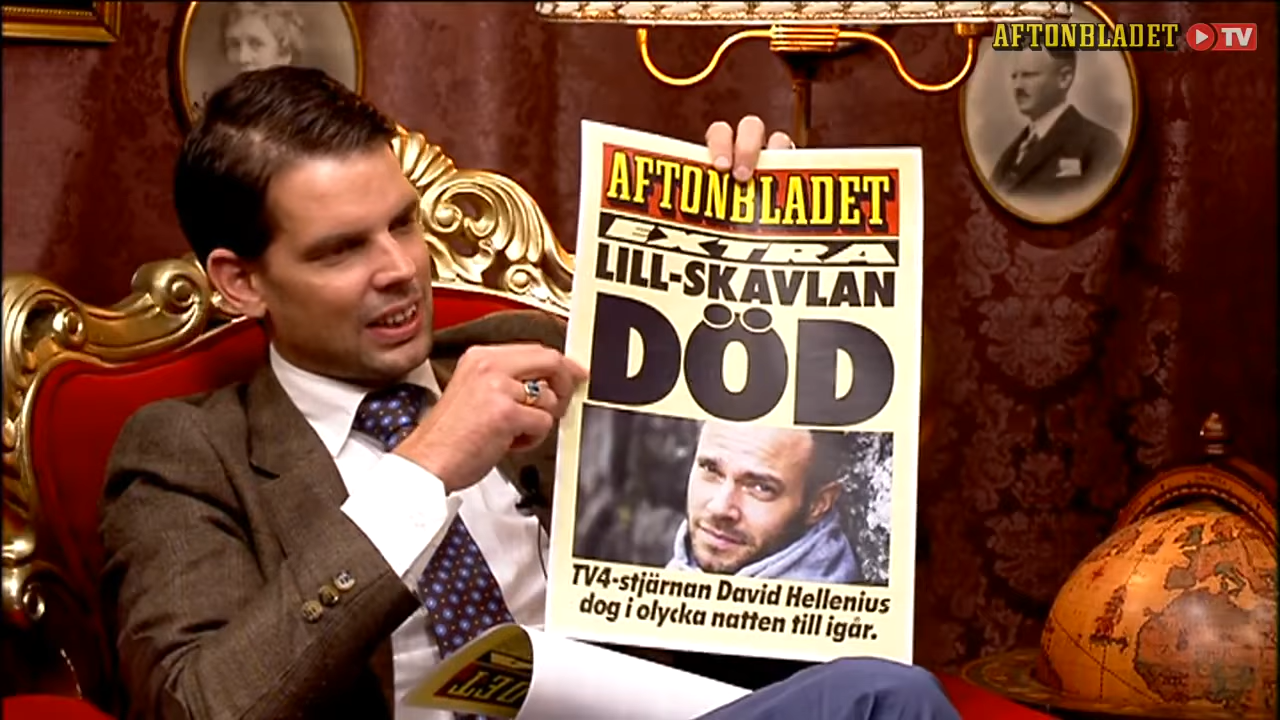 AFTONBLADET TV
AFTONBLADET
EXTRA
LILL-SKAVLAN
DÖD
TV4-stjärnan David Hellenius
dog i olycka natten till igår.